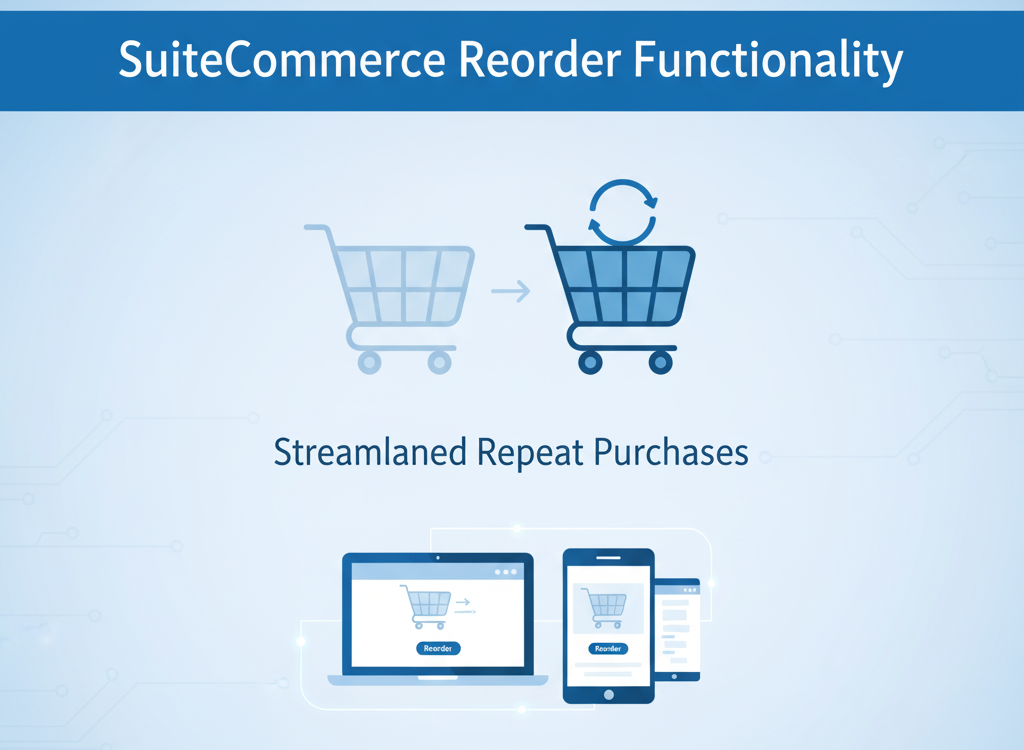 SuiteCommerce Reorder Functionality
Streamlaned Repeat Purchases
Reorder
Reorder